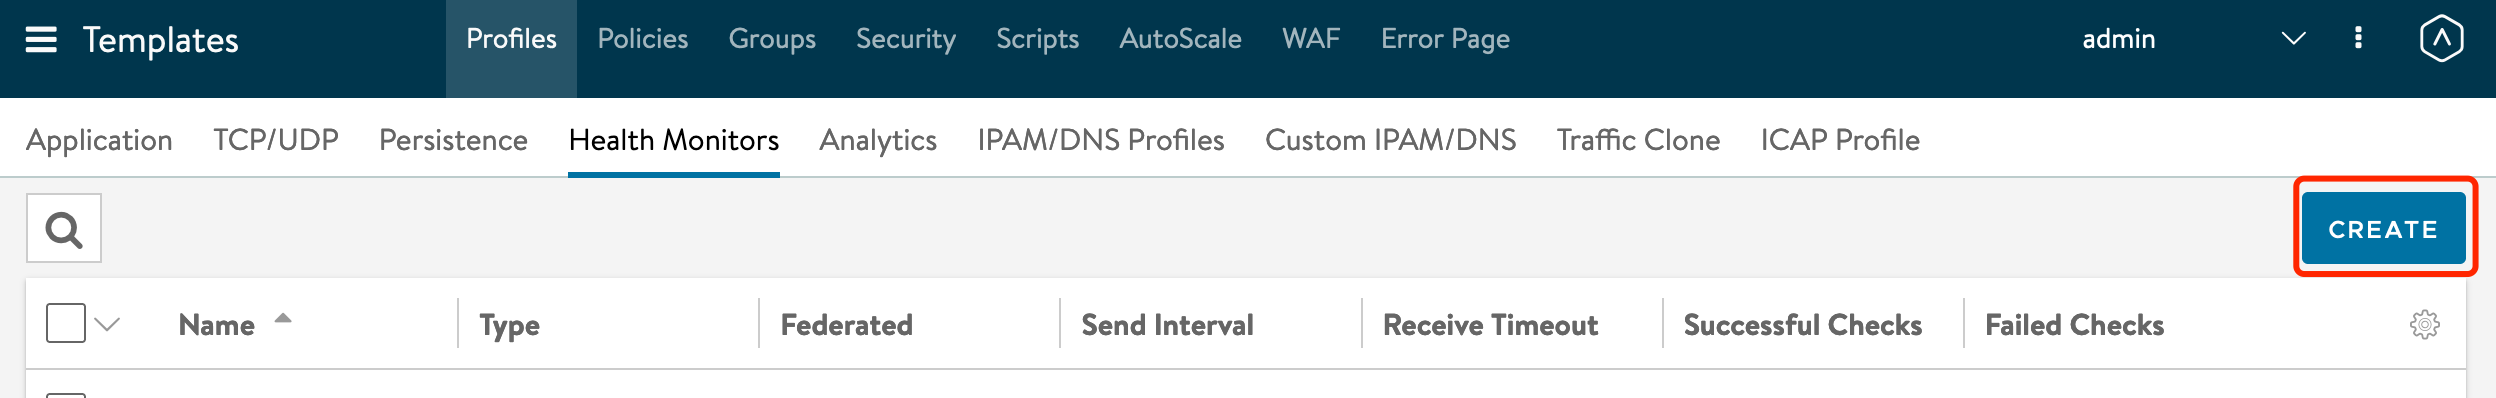 Templates Profiles Policies Groups Security Scripts AutoScale WAF Error Page admin
Application TCP/UDP Persistence Health Monitors Analytics IPAM/DNS Profiles Custom IPAM/DNS Traffic Clone ICAP Profile
CREATE
Name Type Federated Send Interval Receive Timeout Successful Checks Failed Checks